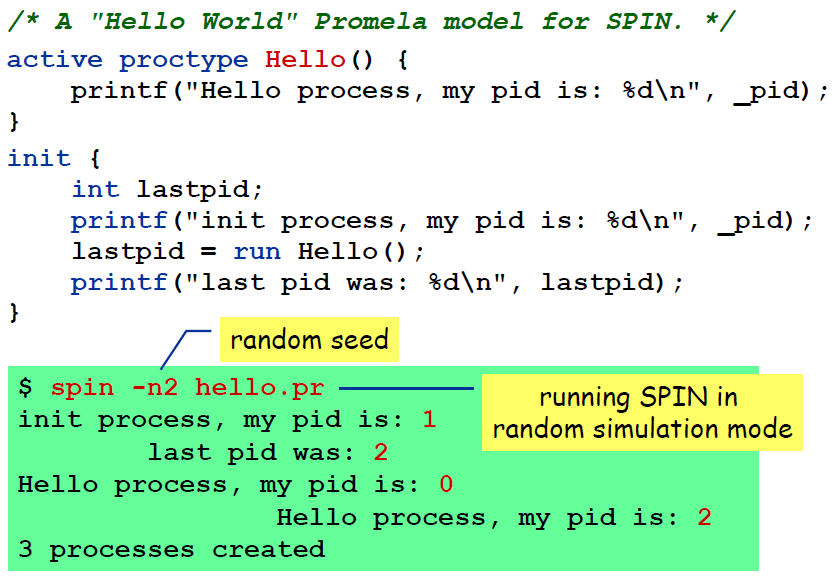 /* A "Hello World" Promela model for SPIN. */
active proctype Hello() {
    printf("Hello process, my pid is: %d\n", _pid);
}
init {
    int lastpid;
    printf("init process, my pid is: %d\n", _pid);
    lastpid = run Hello();
    printf("last pid was: %d\n", lastpid);
}
random seed
$ spin -n2 hello.pr
running SPIN in
random simulation mode
init process, my pid is: 1
        last pid was: 2
Hello process, my pid is: 0
                Hello process, my pid is: 2
3 processes created